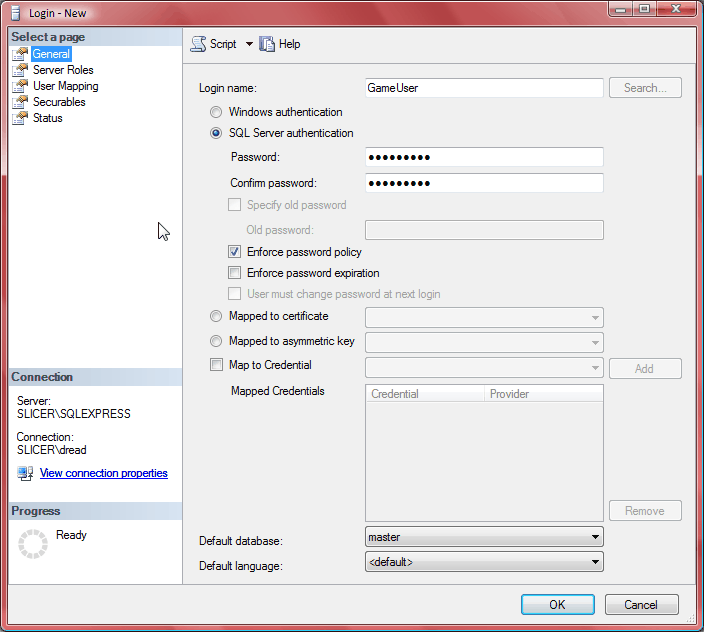 Login - New
Select a page
General
Server Roles
User Mapping
Securables
Status
Connection
Server:
SLICER\SQLEXPRESS
Connection:
SLICER\dread
View connection properties
Progress
Ready
Script Help
Login name: GameUser Search...
Windows authentication
SQL Server authentication
Password: ●●●●●●●●●
Confirm password: ●●●●●●●●●
Specify old password
Old password:
Enforce password policy
Enforce password expiration
User must change password at next login
Mapped to certificate
Mapped to asymmetric key
Map to Credential Add
Mapped Credentials Credential Provider
Remove
Default database: master
Default language: <default>
OK Cancel